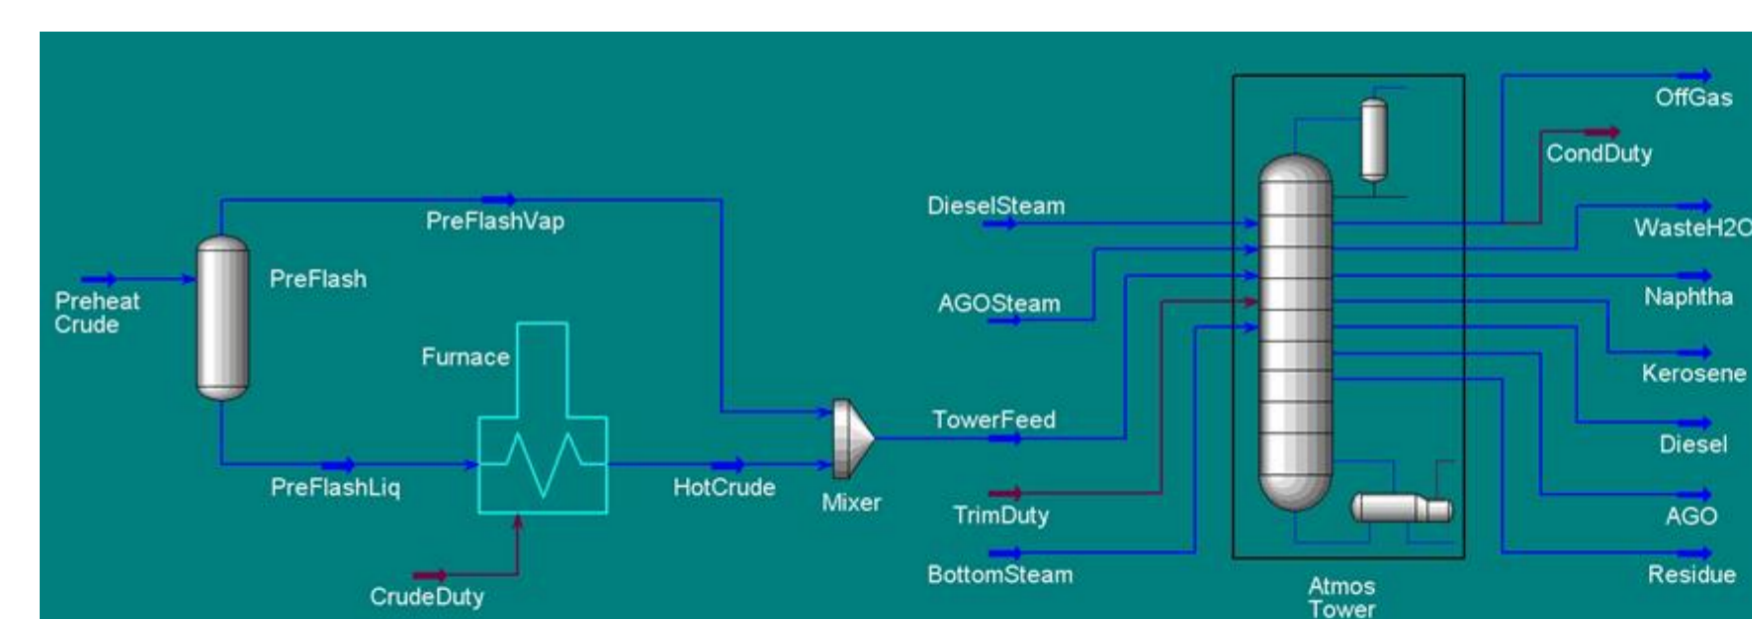 OffGas
CondDuty
DieselSteam
PreFlashVap
WasteH2O
PreFlash
Preheat
Crude
AGOSteam
Naphtha
Furnace
Kerosene
TowerFeed
Diesel
PreFlashLiq
HotCrude
Mixer
TrimDuty
AGO
BottomSteam
Residue
CrudeDuty
Atmos
Tower